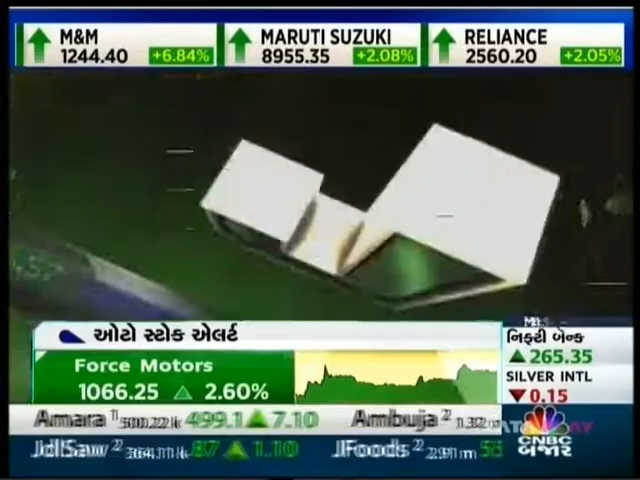 M&M
1244.40 +6.84%
MARUTI SUZUKI
8955.35 +2.08%
RELIANCE
2560.20 +2.05%
ઓટો સ્ટોક એલર્ટ
Force Motors
1066.25 2.60%
નિફ્ટી બેન્ક
265.35
SILVER INTL
0.15
Amara 499.1 7.10 Ambuja
JdlSaw 87 1.10 JFoods
CNBC
બજાર